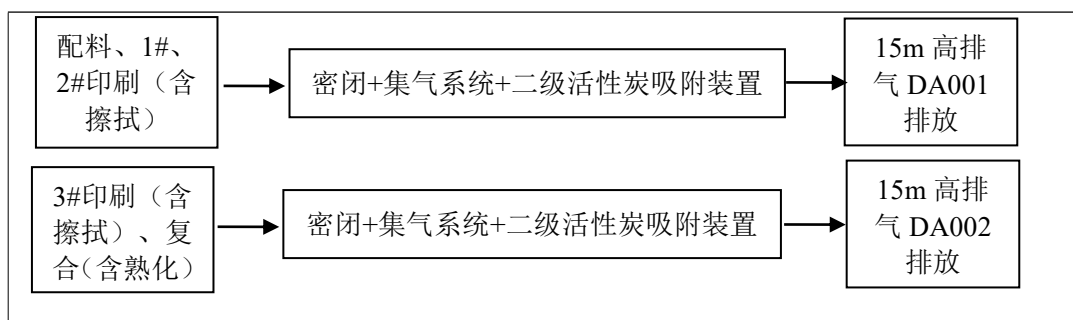 配料、1#、
2#印刷（含
擦拭）
密闭+集气系统+二级活性炭吸附装置
15m 高排
气 DA001
排放
3#印刷（含
擦拭）、复
合（含熟化）
密闭+集气系统+二级活性炭吸附装置
15m 高排
气 DA002
排放